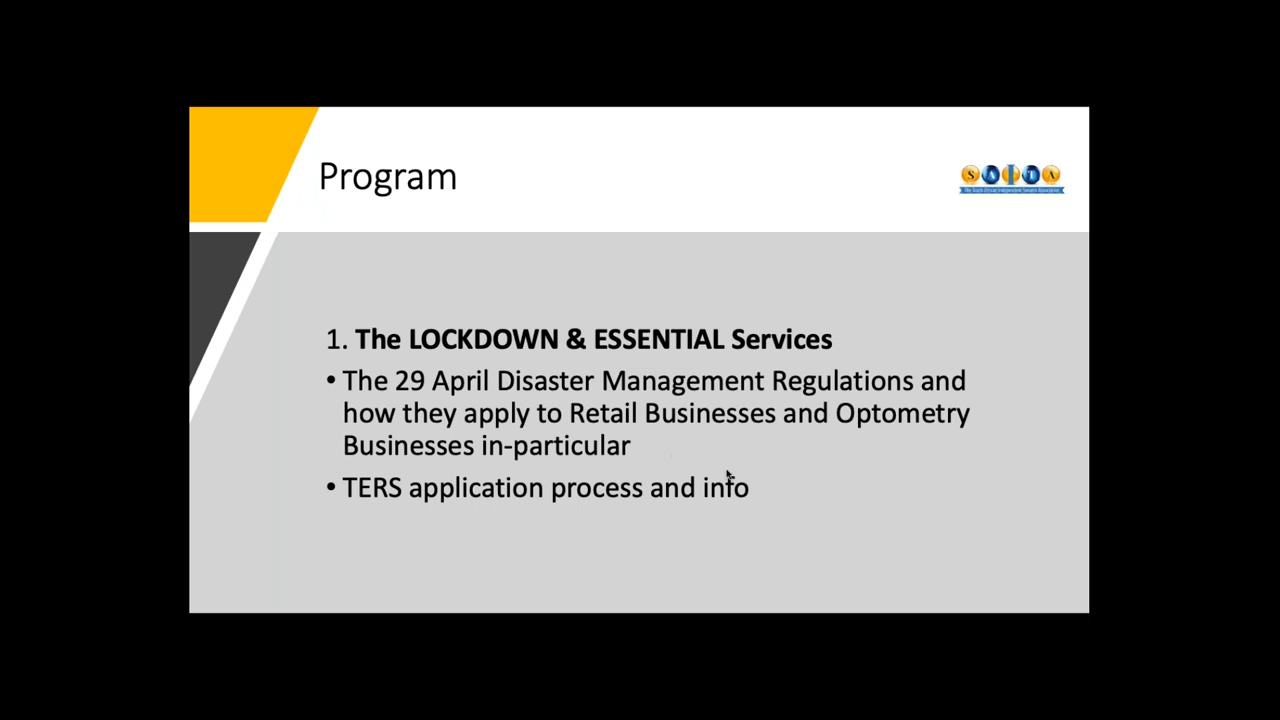 Program
SAISA
1. The LOCKDOWN & ESSENTIAL Services
• The 29 April Disaster Management Regulations and
how they apply to Retail Businesses and Optometry
Businesses in-particular
• TERS application process and info